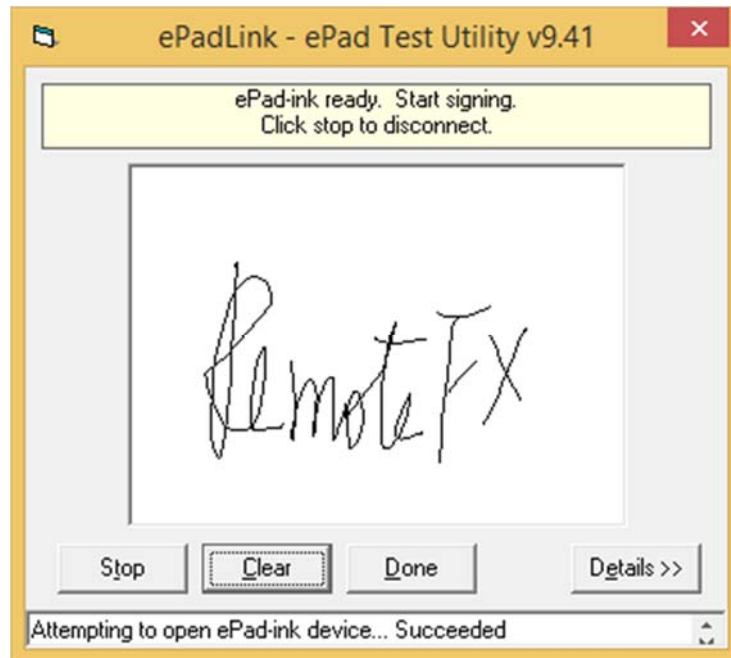 ePadLink - ePad Test Utility v9.41
ePad-ink ready. Start signing.
Click stop to disconnect.
RemoteFX
Stop Clear Done Details >>
Attempting to open ePad-ink device... Succeeded